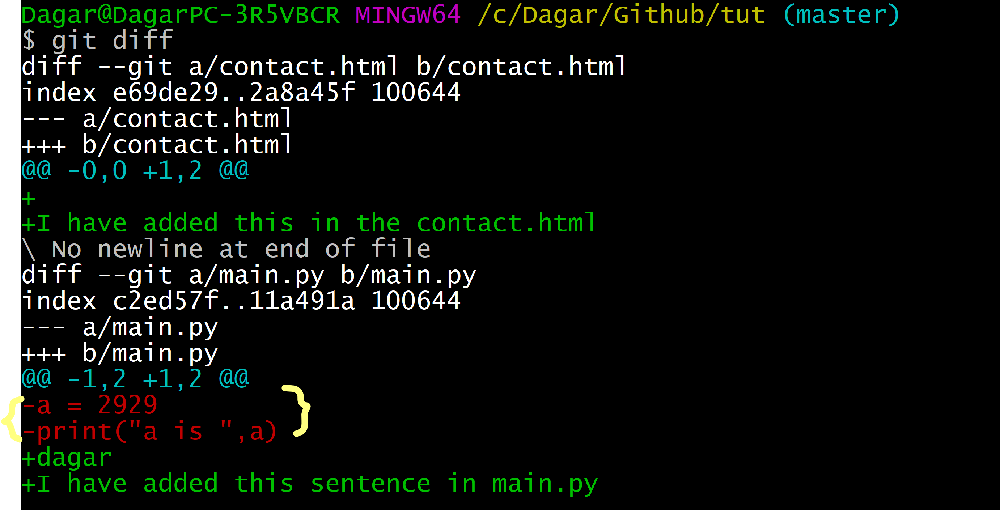 Dagar@DagarPC-3R5VBCR MINGW64 /c/Dagar/Github/tut (master)
$ git diff
diff --git a/contact.html b/contact.html
index e69de29..2a8a45f 100644
--- a/contact.html
+++ b/contact.html
@@ -0,0 +1,2 @@
+
+I have added this in the contact.html
\ No newline at end of file
diff --git a/main.py b/main.py
index c2ed57f..11a491a 100644
--- a/main.py
+++ b/main.py
@@ -1,2 +1,2 @@
-a = 2929
-print("a is ",a)
+dagar
+I have added this sentence in main.py